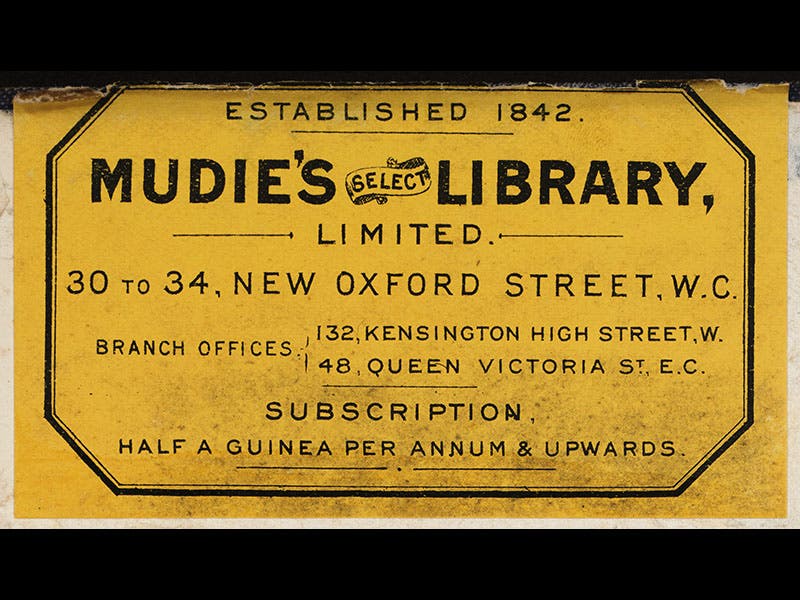 ESTABLISHED 1842.
MUDIE'S SELECT LIBRARY,
LIMITED.
30 TO 34, NEW OXFORD STREET, W.C.
BRANCH OFFICES:
132, KENSINGTON HIGH STREET, W.
48, QUEEN VICTORIA ST, E.C.
SUBSCRIPTION,
HALF A GUINEA PER ANNUM & UPWARDS.